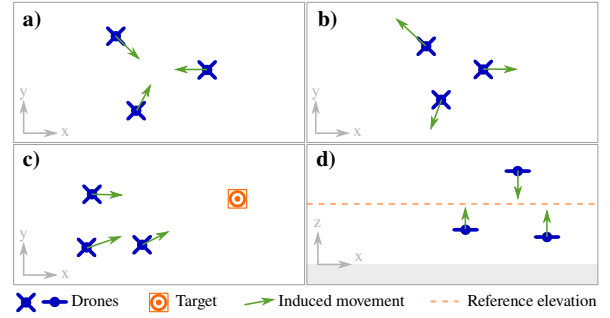 a)
y
x
b)
y
x
c)
y
x
d)
z
x
Drones Target Induced movement Reference elevation